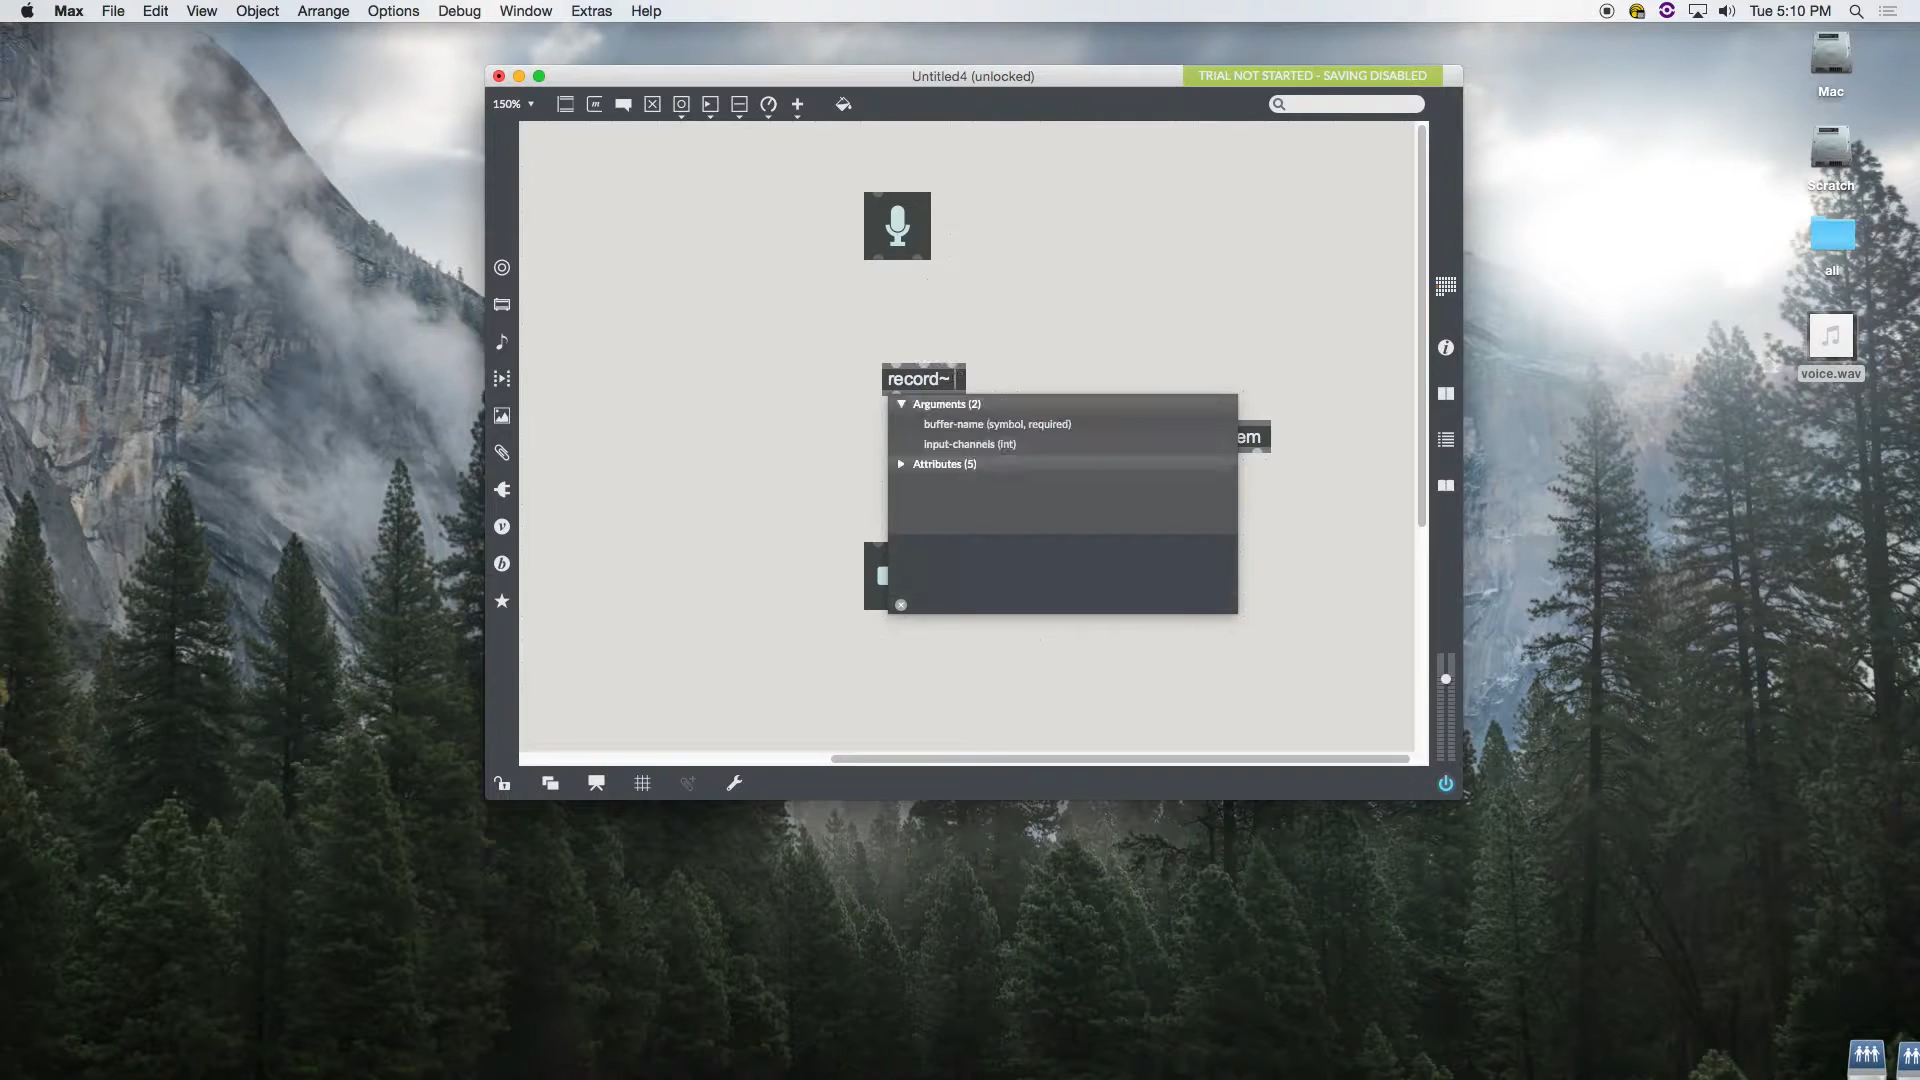 Max File Edit View Object Arrange Options Debug Window Extras Help
Tue 5:10 PM
Untitled4 (unlocked)
TRIAL NOT STARTED - SAVING DISABLED
150%
record~
Arguments (2)
buffer-name (symbol, required)
input-channels (int)
Attributes (5)
em
Mac
Scratch
all
voice.wav